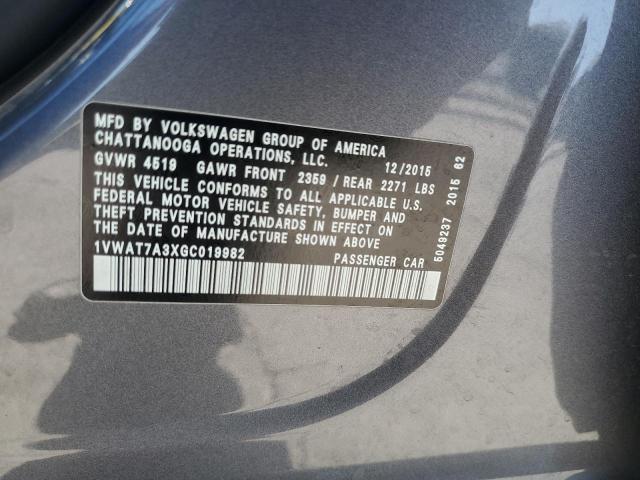 MFD BY VOLKSWAGEN GROUP OF AMERICA
CHATTANOOGA OPERATIONS, LLC. 12/2015
GVWR 4519 GAWR FRONT 2359 / REAR 2271 LBS
THIS VEHICLE CONFORMS TO ALL APPLICABLE U.S.
FEDERAL MOTOR VEHICLE SAFETY, BUMPER AND
THEFT PREVENTION STANDARDS IN EFFECT ON
THE DATE OF MANUFACTURE SHOWN ABOVE
1VWAT7A3XGC019982 PASSENGER CAR
5049237 2015 62